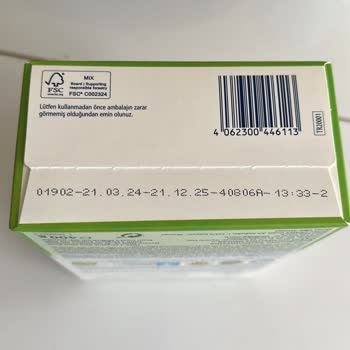 FSC
www.fsc.org
MIX
Board | Supporting
responsible forestry
FSC® C002324
Lütfen kullanmadan önce ambalajın zarar
görmemiş olduğundan emin olunuz.
4 062300 446113
TR20001
01902-21.03.24-21.12.25-40806A-13:33-2